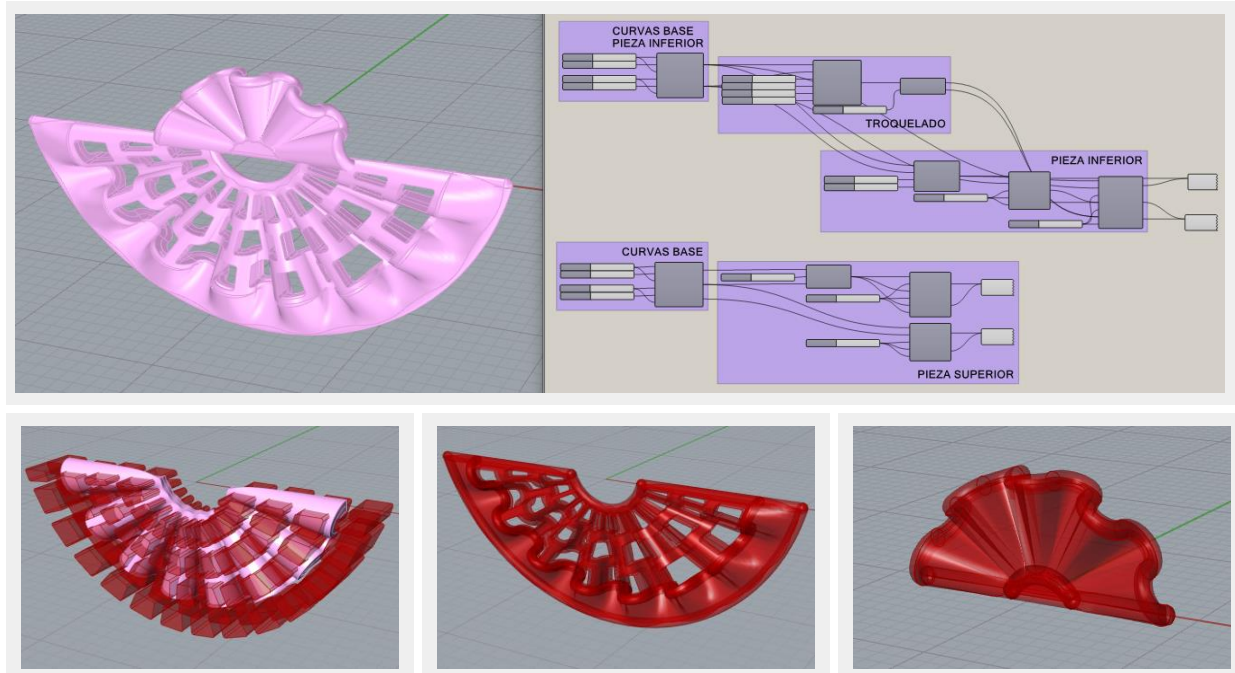 CURVAS BASE
PIEZA INFERIOR
TROQUELADO
PIEZA INFERIOR
CURVAS BASE
PIEZA SUPERIOR